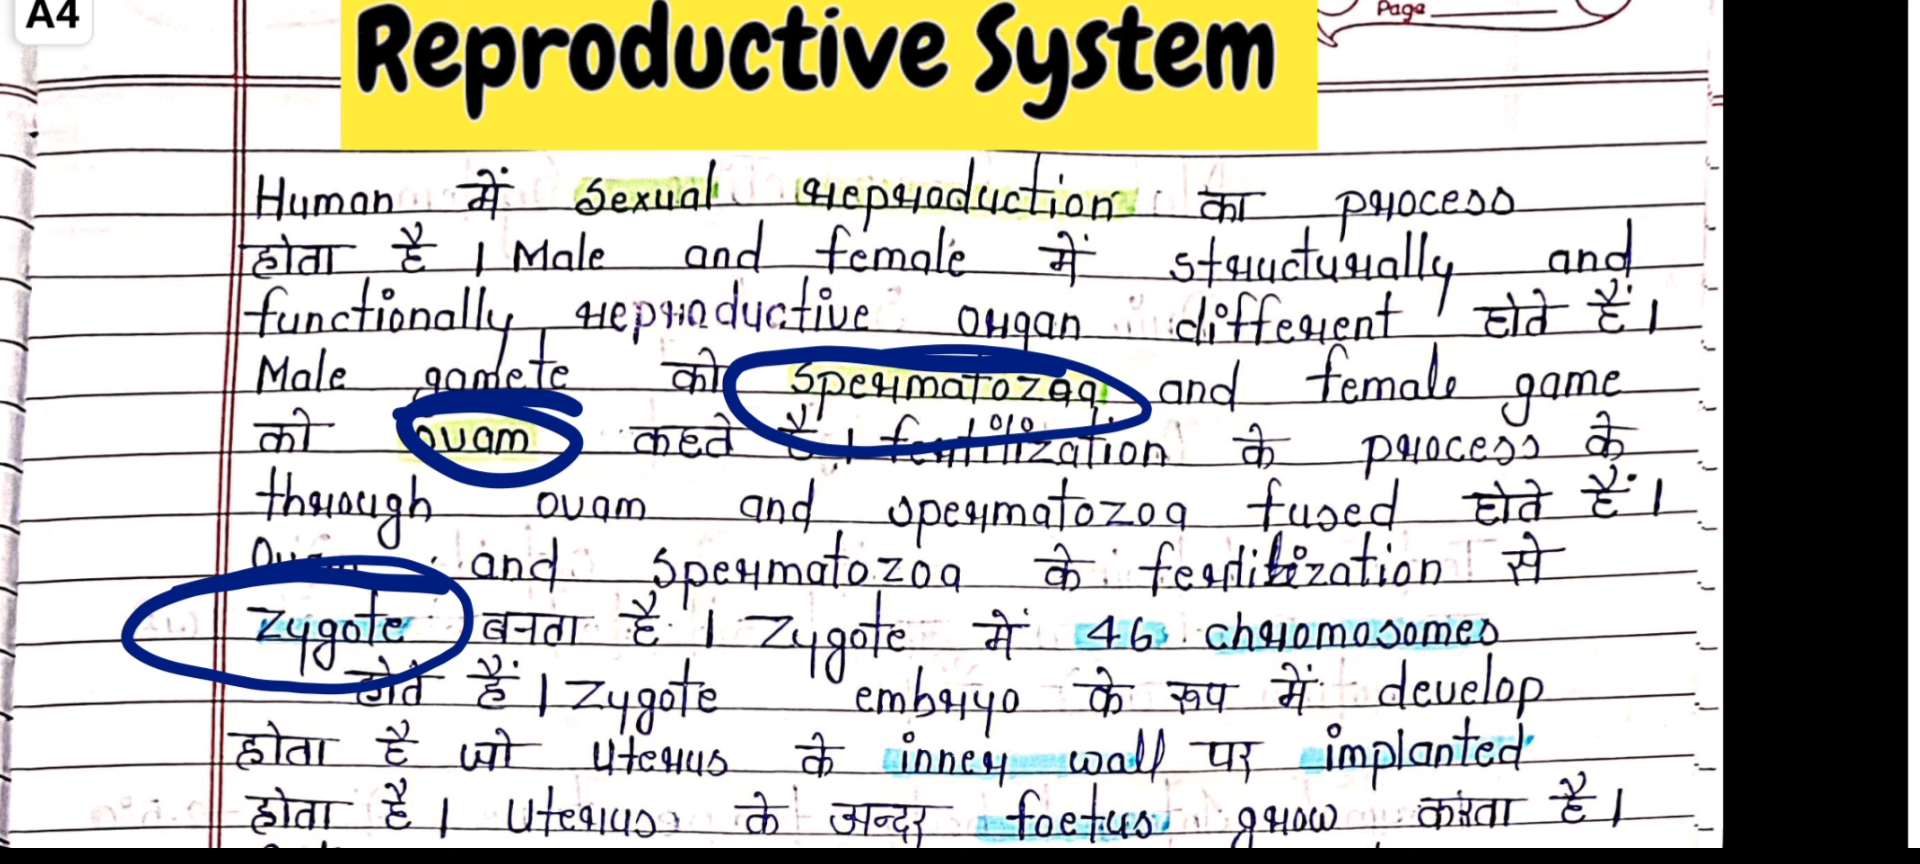 A4
Reproductive System
Page
Human में Sexual reproduction का process
होता है । Male and female में structurally and
functionally reproductive organ different होते हैं।
Male gamete को Spermatozoa and female game
को ovam कहते है । fertilization के process के
through ovam and spermatozoa fused होते हैं।
and Spermatozoa के fertilization से
Zygote बनता है । Zygote में 46 chromosomes
होते हैं । Zygote embryo के रूप में develop
होता है जो uterus के inner wall पर implanted
होता है । Uterus के अन्दर foetus grow करता है ।